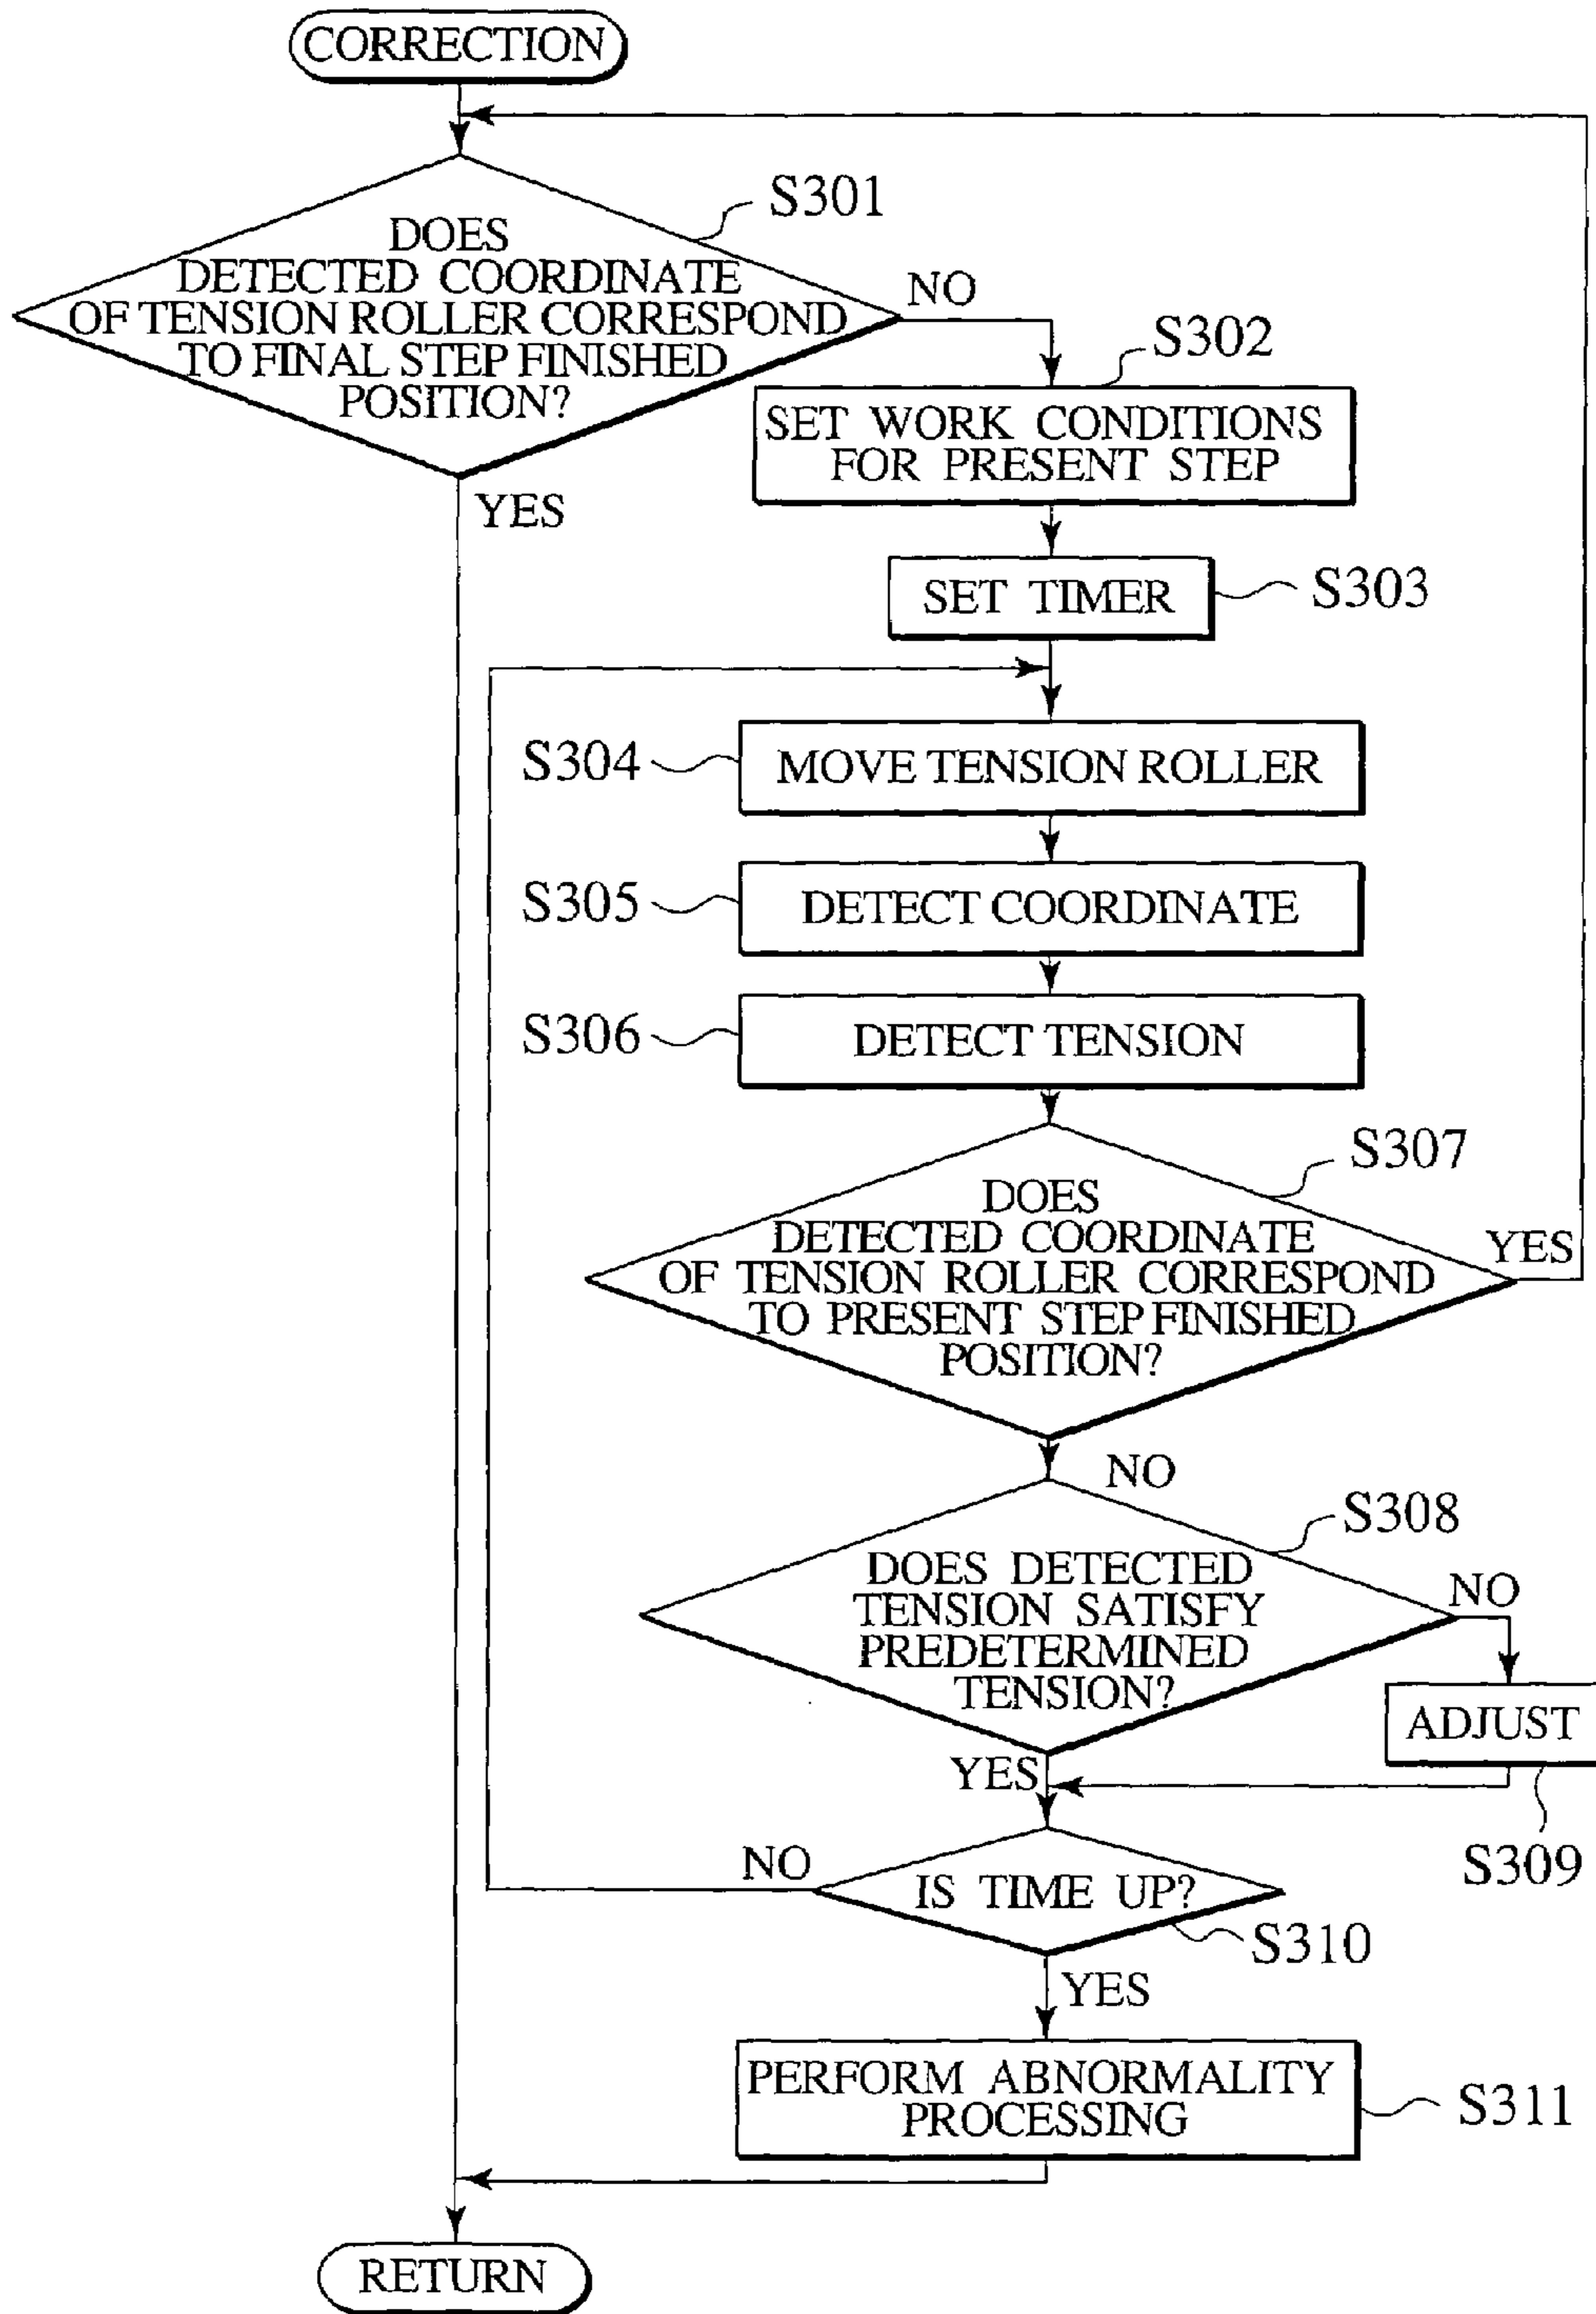 CORRECTION
S301
DOES
DETECTED COORDINATE
OF TENSION ROLLER CORRESPOND
TO FINAL STEP FINISHED
POSITION?
NO
YES
S302
SET WORK CONDITIONS
FOR PRESENT STEP
SET TIMER
S303
S304
MOVE TENSION ROLLER
S305
DETECT COORDINATE
S306
DETECT TENSION
S307
DOES
DETECTED COORDINATE
OF TENSION ROLLER CORRESPOND
TO PRESENT STEP FINISHED
POSITION?
YES
NO
S308
DOES DETECTED
TENSION SATISFY
PREDETERMINED
TENSION?
NO
ADJUST
S309
YES
NO
IS TIME UP?
S310
YES
PERFORM ABNORMALITY
PROCESSING
S311
RETURN